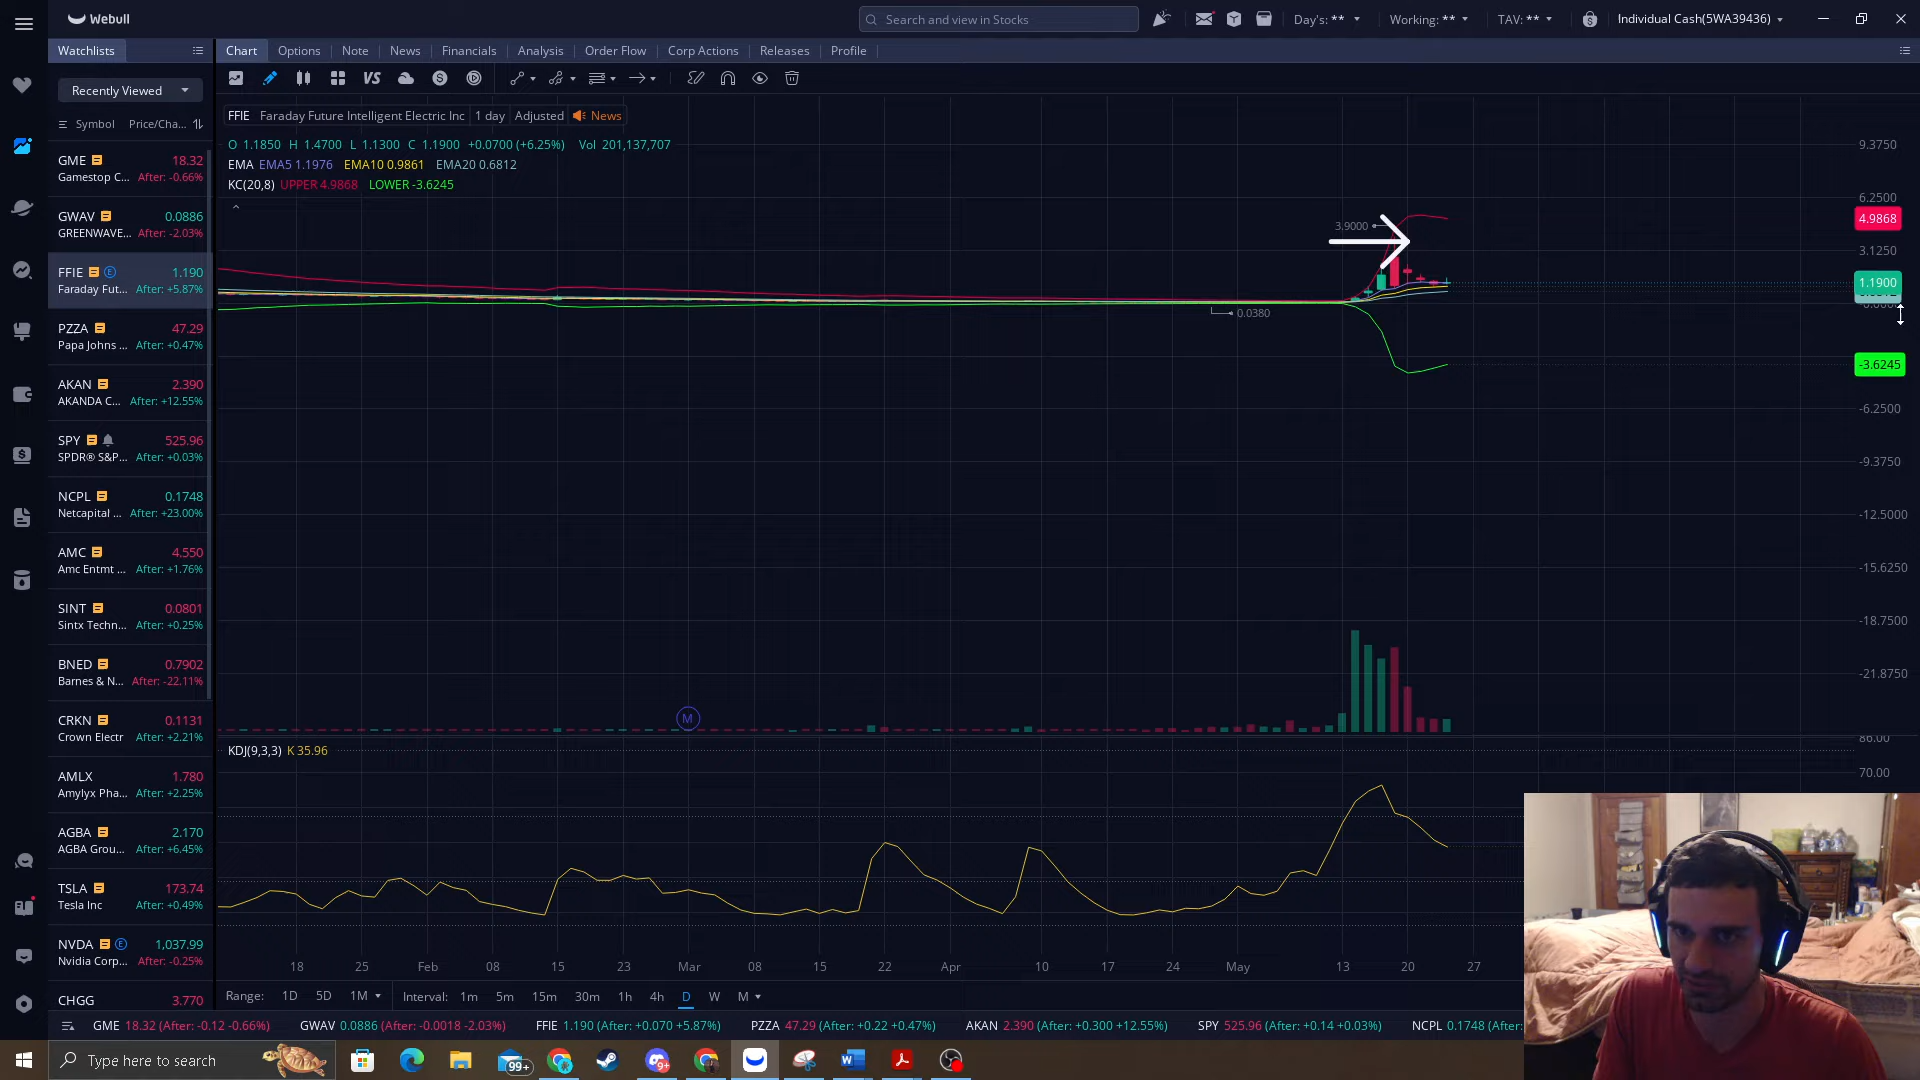 Webull
Search and view in Stocks
Day's: **
Working: **
TAV: **
Individual Cash(5WA39436)
Watchlists
Chart Options Note News Financials Analysis Order Flow Corp Actions Releases Profile
Recently Viewed
VS
S
FFIE Faraday Future Intelligent Electric Inc 1 day Adjusted News
Symbol Price/Cha...
O 1.1850 H 1.4700 L 1.1300 C 1.1900 +0.0700 (+6.25%) Vol 201,137,707
EMA EMA5 1.1976 EMA10 0.9861 EMA20 0.6812
KC(20,8) UPPER 4.9868 LOWER -3.6245
GME 18.32
Gamestop C... After: -0.66%
GWAV 0.0886
GREENWAVE... After: -2.03%
FFIE E 1.190
Faraday Fut... After: +5.87%
PZZA 47.29
Papa Johns ... After: +0.47%
AKAN 2.390
AKANDA C... After: +12.55%
SPY 525.96
SPDR® S&P... After: +0.03%
NCPL 0.1748
Netcapital ... After: +23.00%
AMC 4.550
Amc Entmt ... After: +1.76%
SINT 0.0801
Sintx Techn... After: +0.25%
BNED 0.7902
Barnes & N... After: -22.11%
CRKN 0.1131
Crown Electr After: +2.21%
AMLX 1.780
Amylyx Pha... After: +2.25%
AGBA 2.170
AGBA Grou... After: +6.45%
TSLA 173.74
Tesla Inc After: +0.49%
NVDA E 1,037.99
Nvidia Corp... After: -0.25%
CHGG 3.770
3.9000
0.0380
9.3750
6.2500
4.9868
3.1250
1.1900
-3.6245
-6.2500
-9.3750
-12.5000
-15.6250
-18.7500
-21.8750
M
KDJ(9,3,3) K 35.96
86.00
70.00
18 25 Feb 08 15 23 Mar 08 15 22 Apr 10 17 24 May 13 20 27
Range: 1D 5D 1M Interval: 1m 5m 15m 30m 1h 4h D W M
GME 18.32 (After: -0.12 -0.66%) GWAV 0.0886 (After: -0.0018 -2.03%) FFIE 1.190 (After: +0.070 +5.87%) PZZA 47.29 (After: +0.22 +0.47%) AKAN 2.390 (After: +0.300 +12.55%) SPY 525.96 (After: +0.14 +0.03%) NCPL 0.1748 (After:
Type here to search
99+
9+